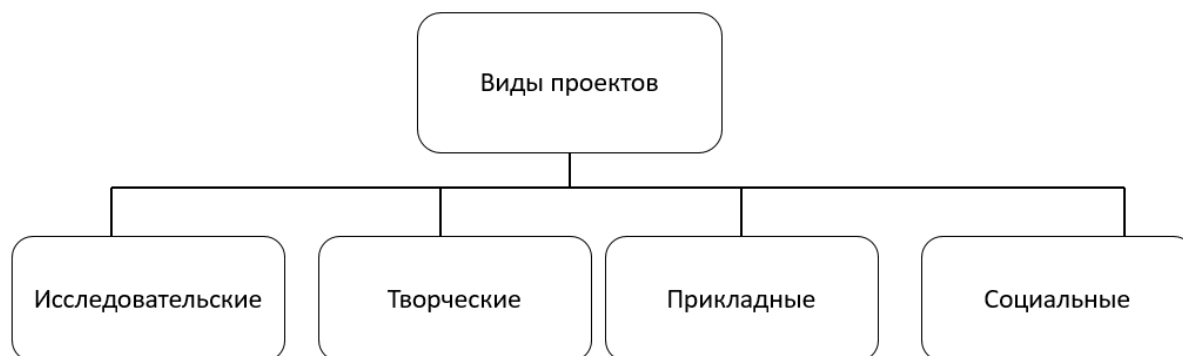 Виды проектов
Исследовательские
Творческие
Прикладные
Социальные